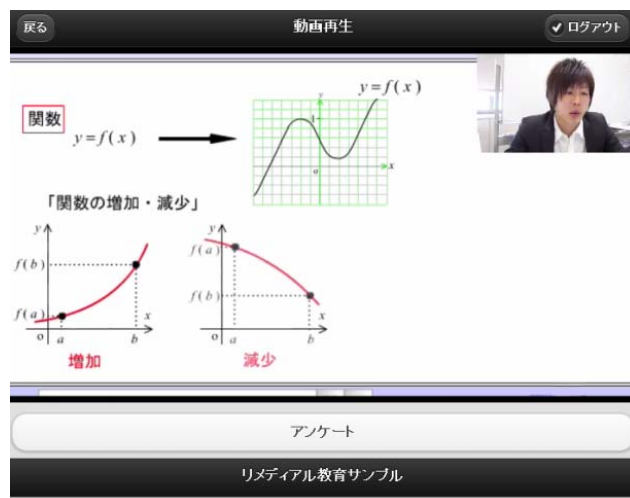 戻る
動画再生
ログアウト
関数
y=f(x)
y=f(x)
y
1
o
x
「関数の増加・減少」
y
f(b)
f(a)
o
a
b
x
増加
y
f(a)
f(b)
o
a
b
x
減少
アンケート
リメディアル教育サンプル